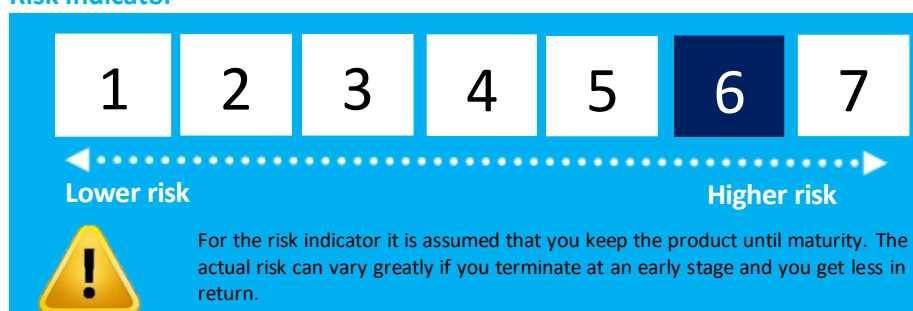 Risk indicator
1 2 3 4 5 6 7
Lower risk Higher risk
For the risk indicator it is assumed that you keep the product until maturity. The
actual risk can vary greatly if you terminate at an early stage and you get less in
return.